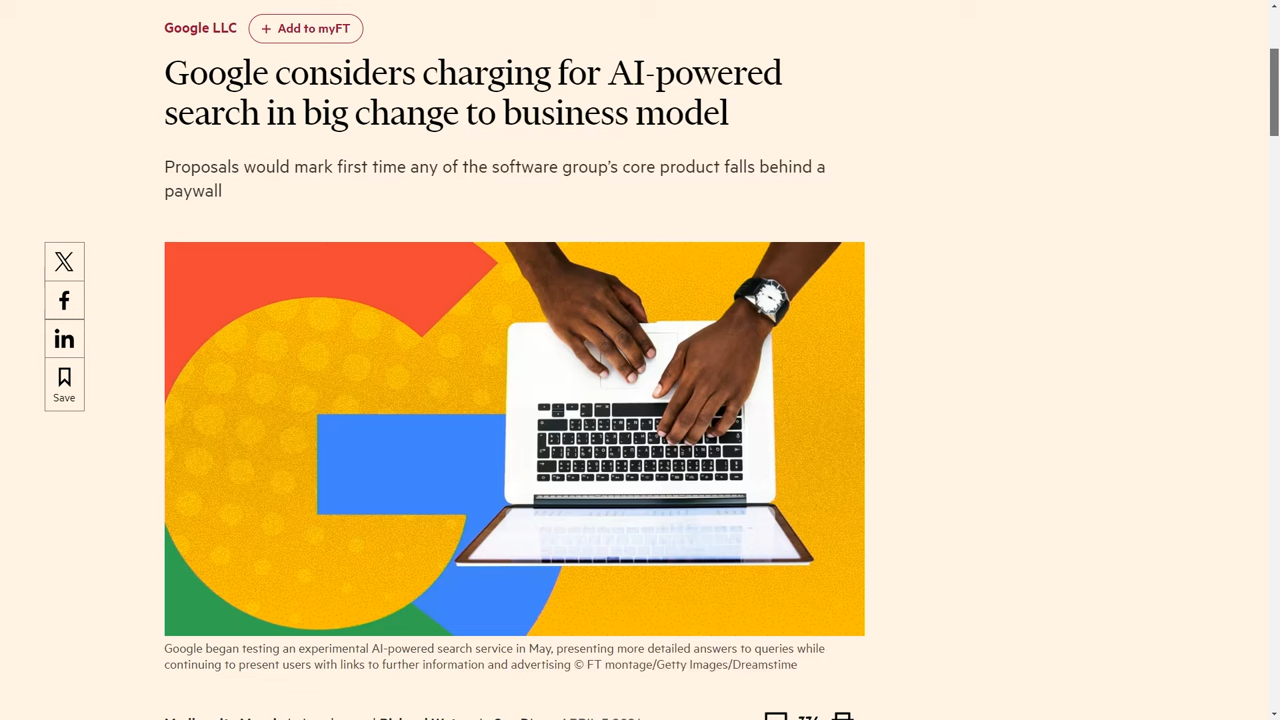 Google LLC + Add to myFT
Google considers charging for AI-powered
search in big change to business model
Proposals would mark first time any of the software group's core product falls behind a
paywall
Save
Google began testing an experimental AI-powered search service in May, presenting more detailed answers to queries while
continuing to present users with links to further information and advertising © FT montage/Getty Images/Dreamstime